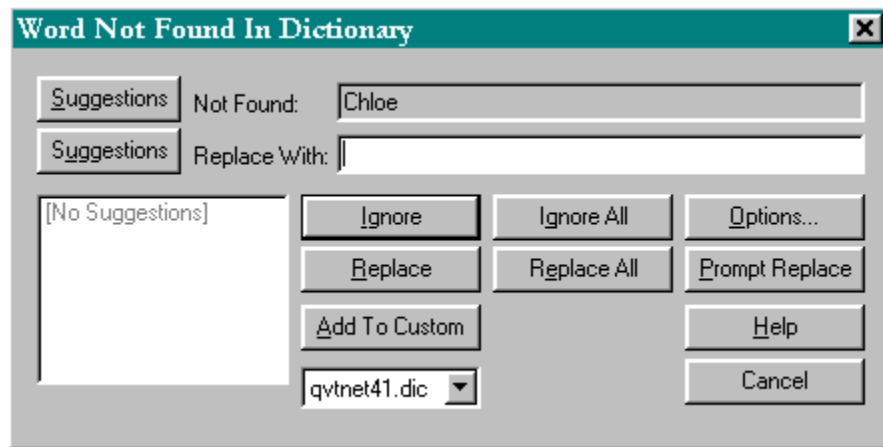 Word Not Found In Dictionary
Suggestions Not Found: Chloe
Suggestions Replace With:
[No Suggestions]
Ignore Ignore All Options...
Replace Replace All Prompt Replace
Add To Custom Help
qvtnet41.dic Cancel